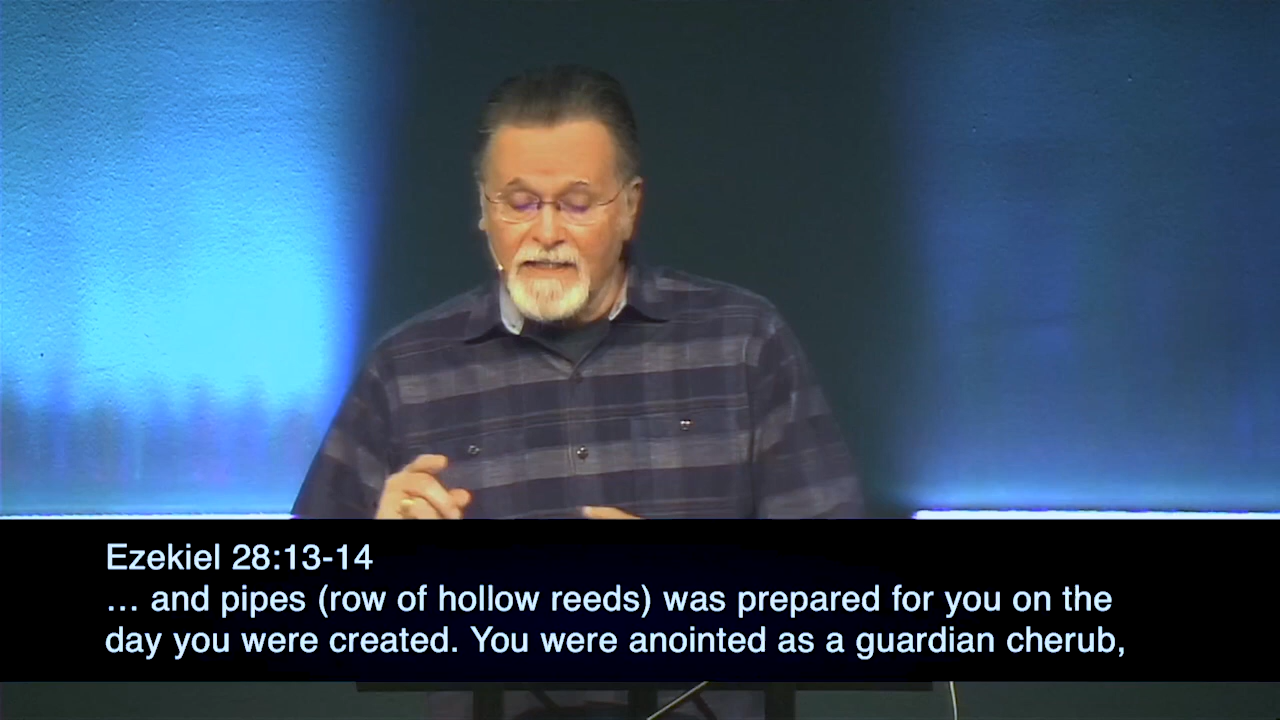 Ezekiel 28:13-14
… and pipes (row of hollow reeds) was prepared for you on the
day you were created. You were anointed as a guardian cherub,